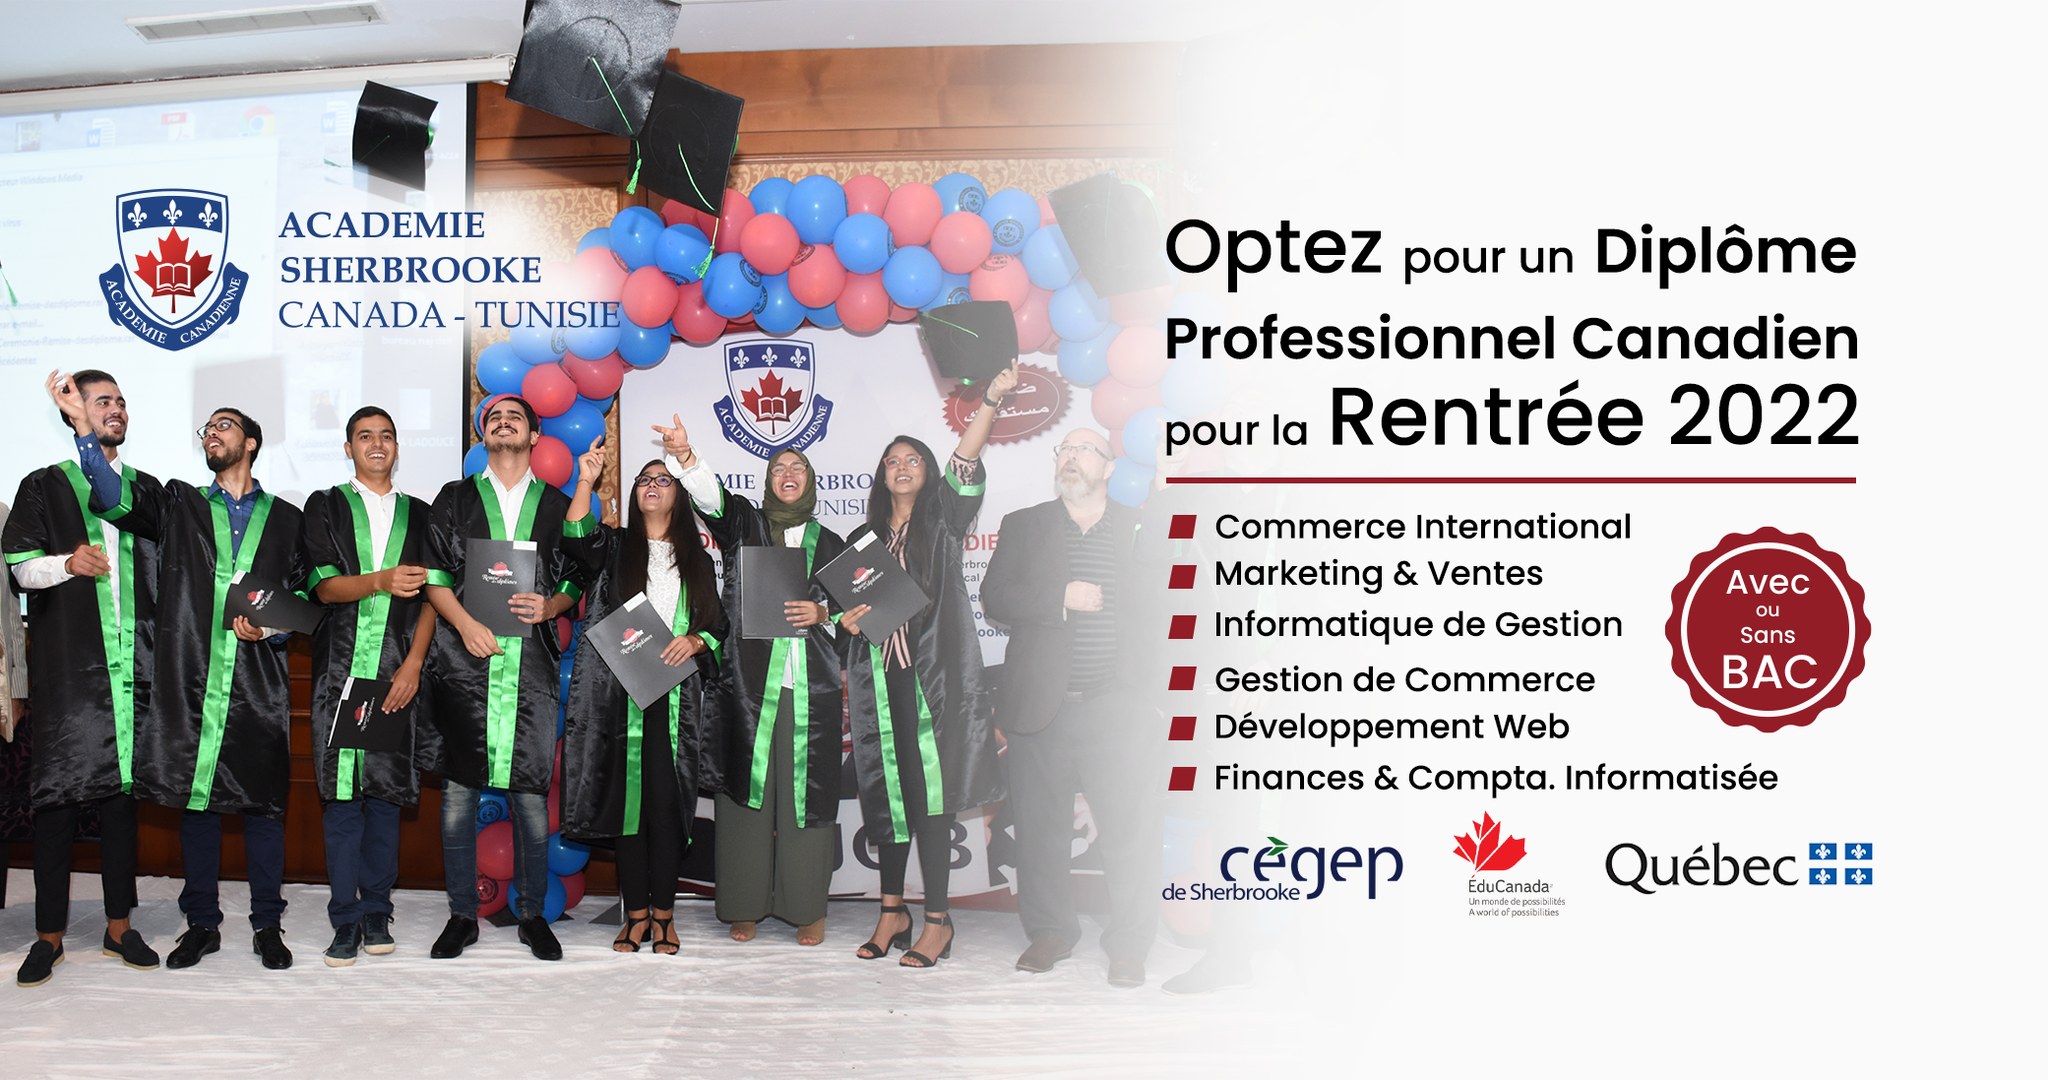 ACADEMIE
SHERBROOKE
CANADA - TUNISIE
ACADEMIE CANADIENNE
Optez pour un Diplôme
Professionnel Canadien
pour la Rentrée 2022
Commerce International
Marketing & Ventes
Informatique de Gestion
Gestion de Commerce
Développement Web
Finances & Compta. Informatisée
Avec
ou
Sans
BAC
cégep
de Sherbrooke
ÉduCanada
Un monde de possibilités
A world of possibilities
Québec
ACADEMIE CANADIENNE